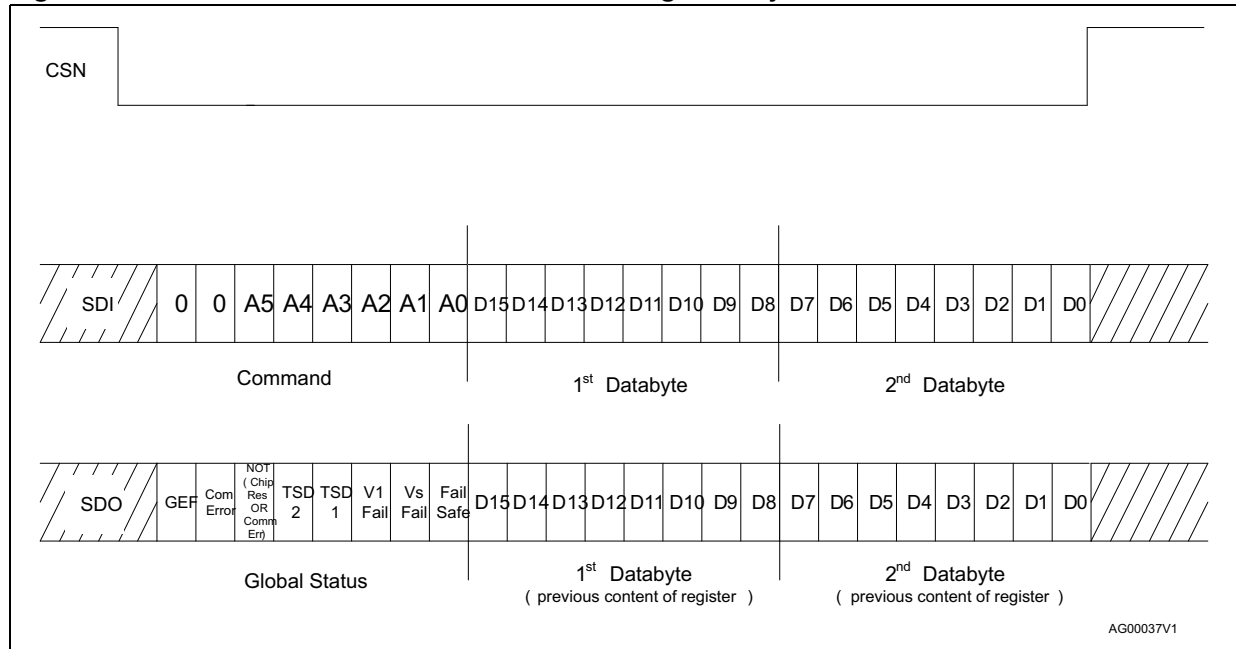 CSN
SDI 0 0 A5 A4 A3 A2 A1 A0 D15 D14 D13 D12 D11 D10 D9 D8 D7 D6 D5 D4 D3 D2 D1 D0
Command 1st Databyte 2nd Databyte
SDO GEF Com Error NOT ( Chip Res OR Comm Err) TSD 2 TSD 1 V1 Fail Vs Fail Fail Safe D15 D14 D13 D12 D11 D10 D9 D8 D7 D6 D5 D4 D3 D2 D1 D0
Global Status 1st Databyte 2nd Databyte
( previous content of register ) ( previous content of register )
AG00037V1